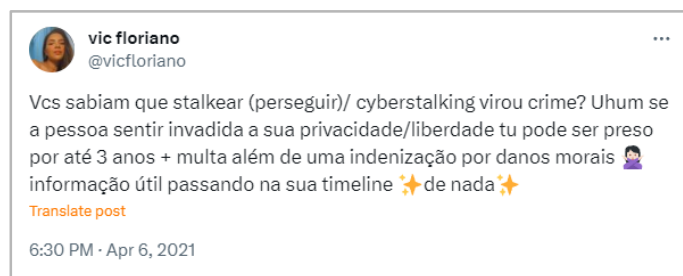 vic floriano
@vicfloriano
Vcs sabiam que stalkear (perseguir)/ cyberstalking virou crime? Uhum se
a pessoa sentir invadida a sua privacidade/liberdade tu pode ser preso
por até 3 anos + multa além de uma indenização por danos morais 🙅🏻‍♀️
informação útil passando na sua timeline ✨de nada✨
Translate post
6:30 PM · Apr 6, 2021